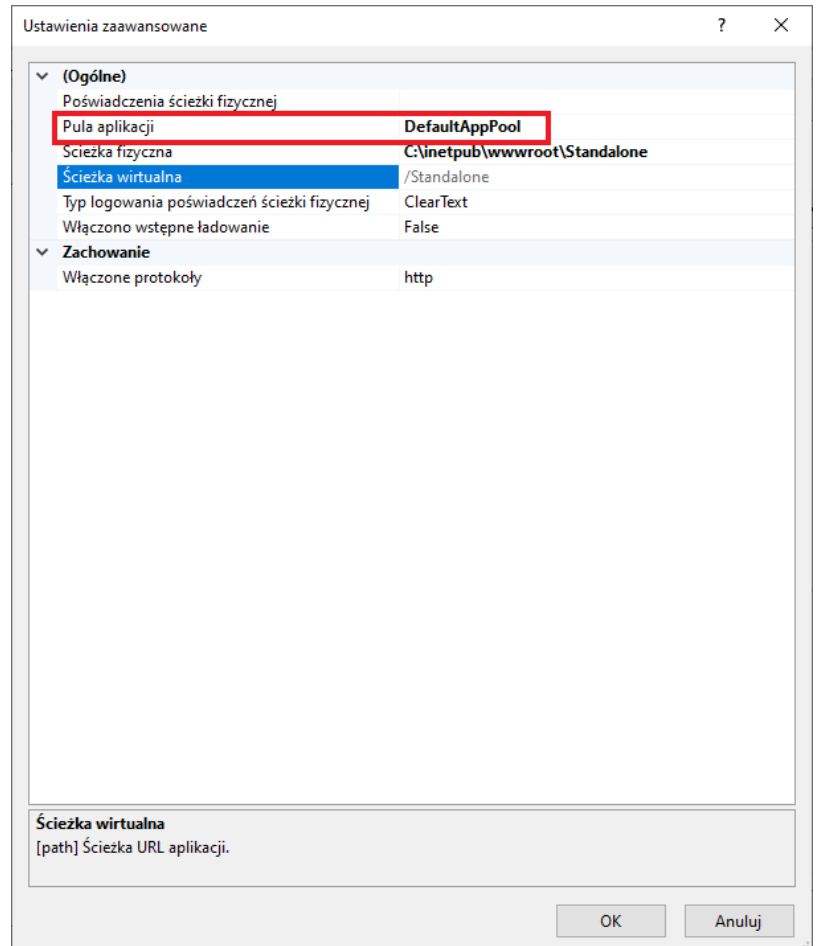 Ustawienia zaawansowane
(Ogólne)
Poświadczenia ścieżki fizycznej
Pula aplikacji DefaultAppPool
Ścieżka fizyczna C:\inetpub\wwwroot\Standalone
Ścieżka wirtualna /Standalone
Typ logowania poświadczeń ścieżki fizycznej ClearText
Włączono wstępne ładowanie False
Zachowanie
Włączone protokoły http
Ścieżka wirtualna
[path] Ścieżka URL aplikacji.
OK Anuluj